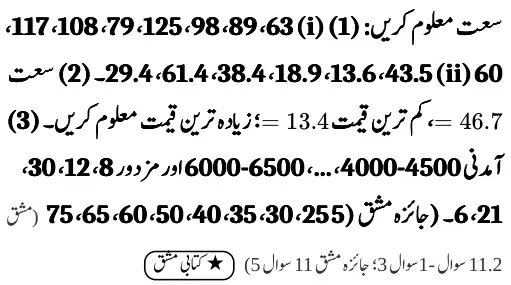 سعت معلوم کریں: (1) (i) 63، 89، 98، 125، 79، 108، 117،
60 (ii) 43.5، 13.6، 18.9، 38.4، 61.4، 29.4۔ (2) سعت
= 46.7، کم ترین قیمت = 13.4؛ زیادہ ترین قیمت معلوم کریں۔ (3)
آمدنی 4000-4500، ...، 6000-6500 اور مزدور 8، 12، 30،
21، 6۔ (جائزہ مشق 5) 25، 30، 35، 40، 50، 60، 65، 75 (مشق
11.2 سوال 1-سوال 3؛ جائزہ مشق 11 سوال 5) ★ کتابی مشق